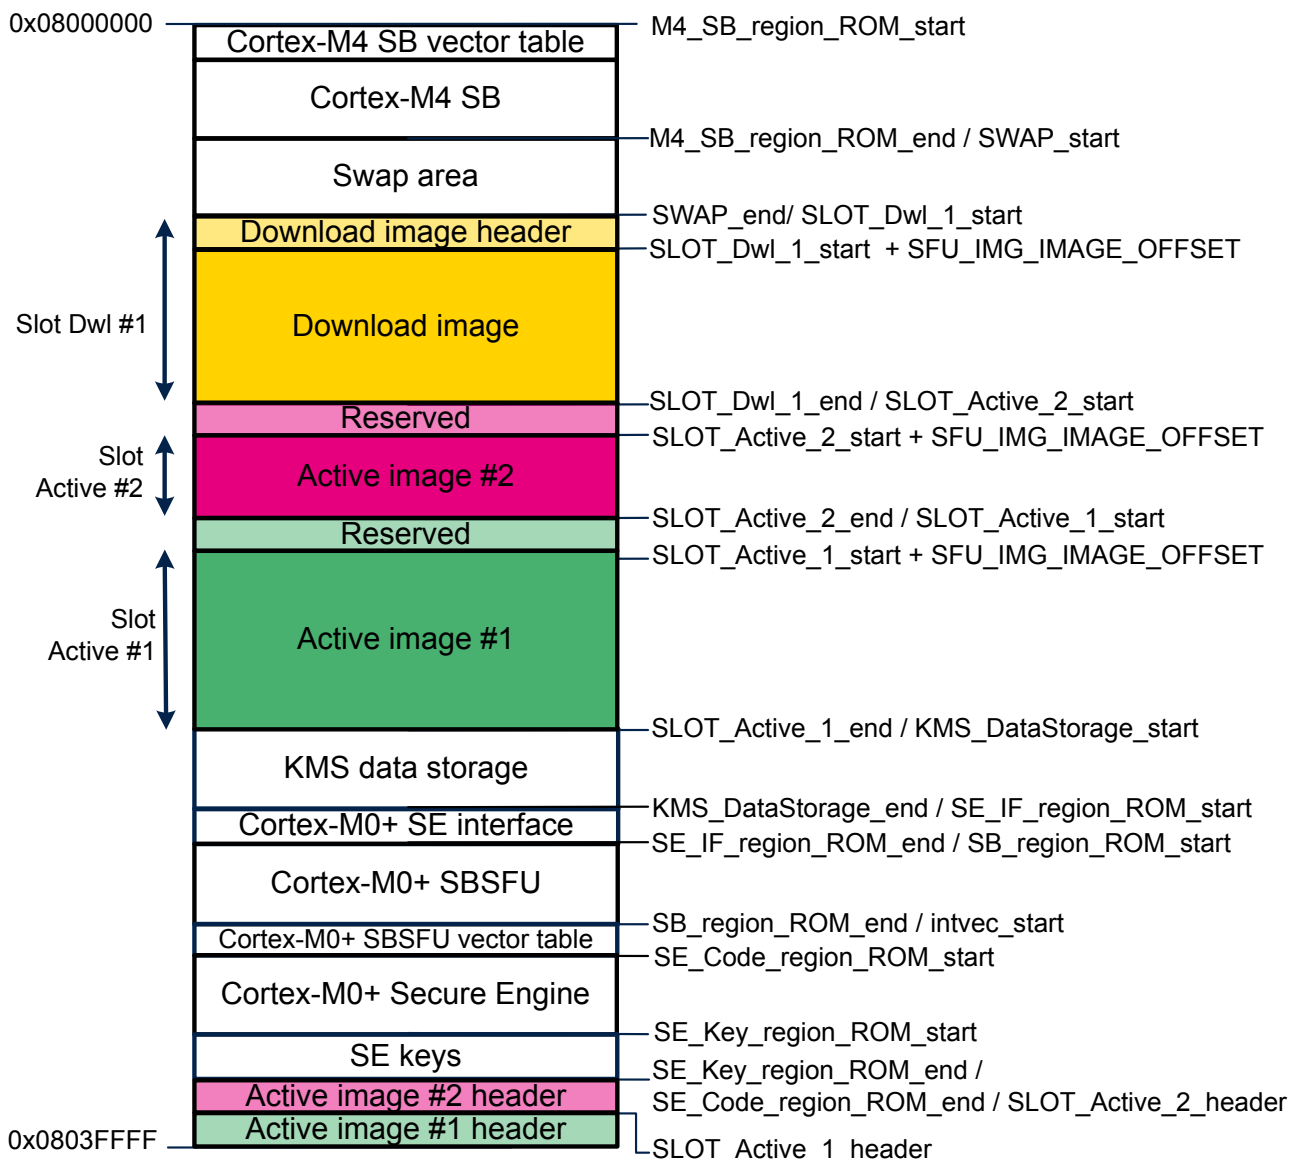 0x08000000
M4_SB_region_ROM_start
Cortex-M4 SB vector table
Cortex-M4 SB
M4_SB_region_ROM_end / SWAP_start
Swap area
SWAP_end/ SLOT_Dwl_1_start
Download image header
SLOT_Dwl_1_start + SFU_IMG_IMAGE_OFFSET
Slot Dwl #1
Download image
SLOT_Dwl_1_end / SLOT_Active_2_start
Reserved
SLOT_Active_2_start + SFU_IMG_IMAGE_OFFSET
Slot
Active #2
Active image #2
SLOT_Active_2_end / SLOT_Active_1_start
Reserved
SLOT_Active_1_start + SFU_IMG_IMAGE_OFFSET
Slot
Active #1
Active image #1
SLOT_Active_1_end / KMS_DataStorage_start
KMS data storage
KMS_DataStorage_end / SE_IF_region_ROM_start
Cortex-M0+ SE interface
SE_IF_region_ROM_end / SB_region_ROM_start
Cortex-M0+ SBSFU
SB_region_ROM_end / intvec_start
Cortex-M0+ SBSFU vector table
SE_Code_region_ROM_start
Cortex-M0+ Secure Engine
SE_Key_region_ROM_start
SE keys
SE_Key_region_ROM_end /
SE_Code_region_ROM_end / SLOT_Active_2_header
Active image #2 header
Active image #1 header
0x0803FFFF
SLOT_Active_1_header